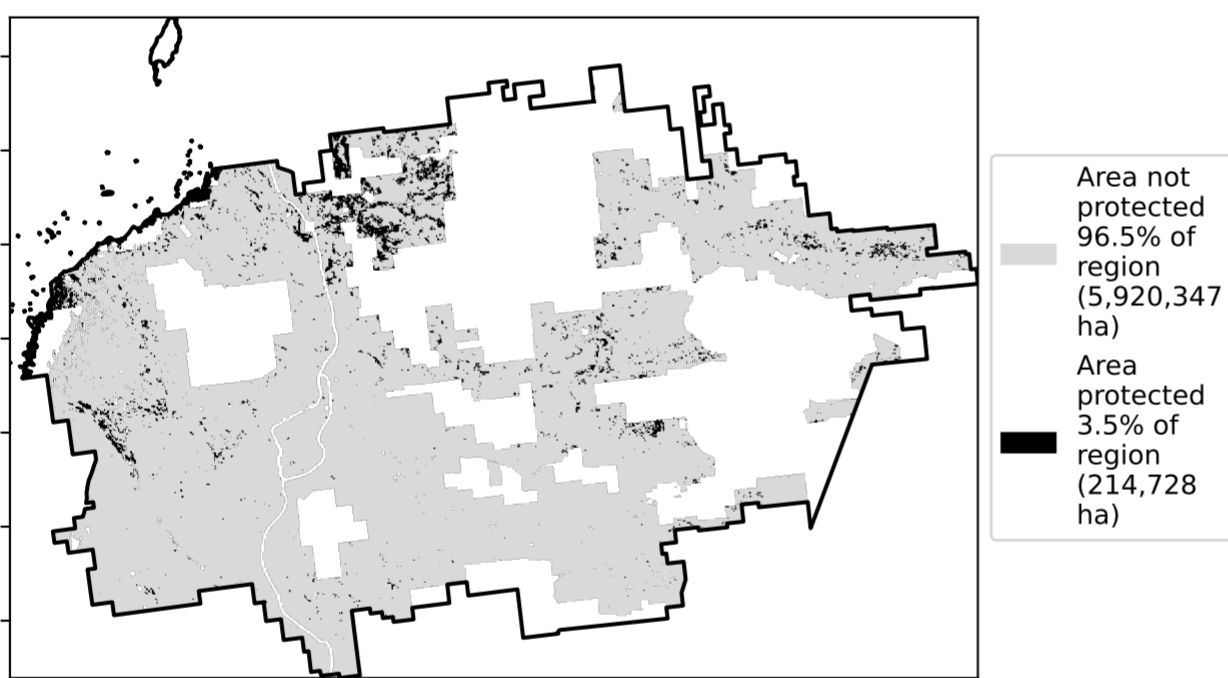 Area not
protected
96.5% of
region
(5,920,347
ha)
Area
protected
3.5% of
region
(214,728
ha)